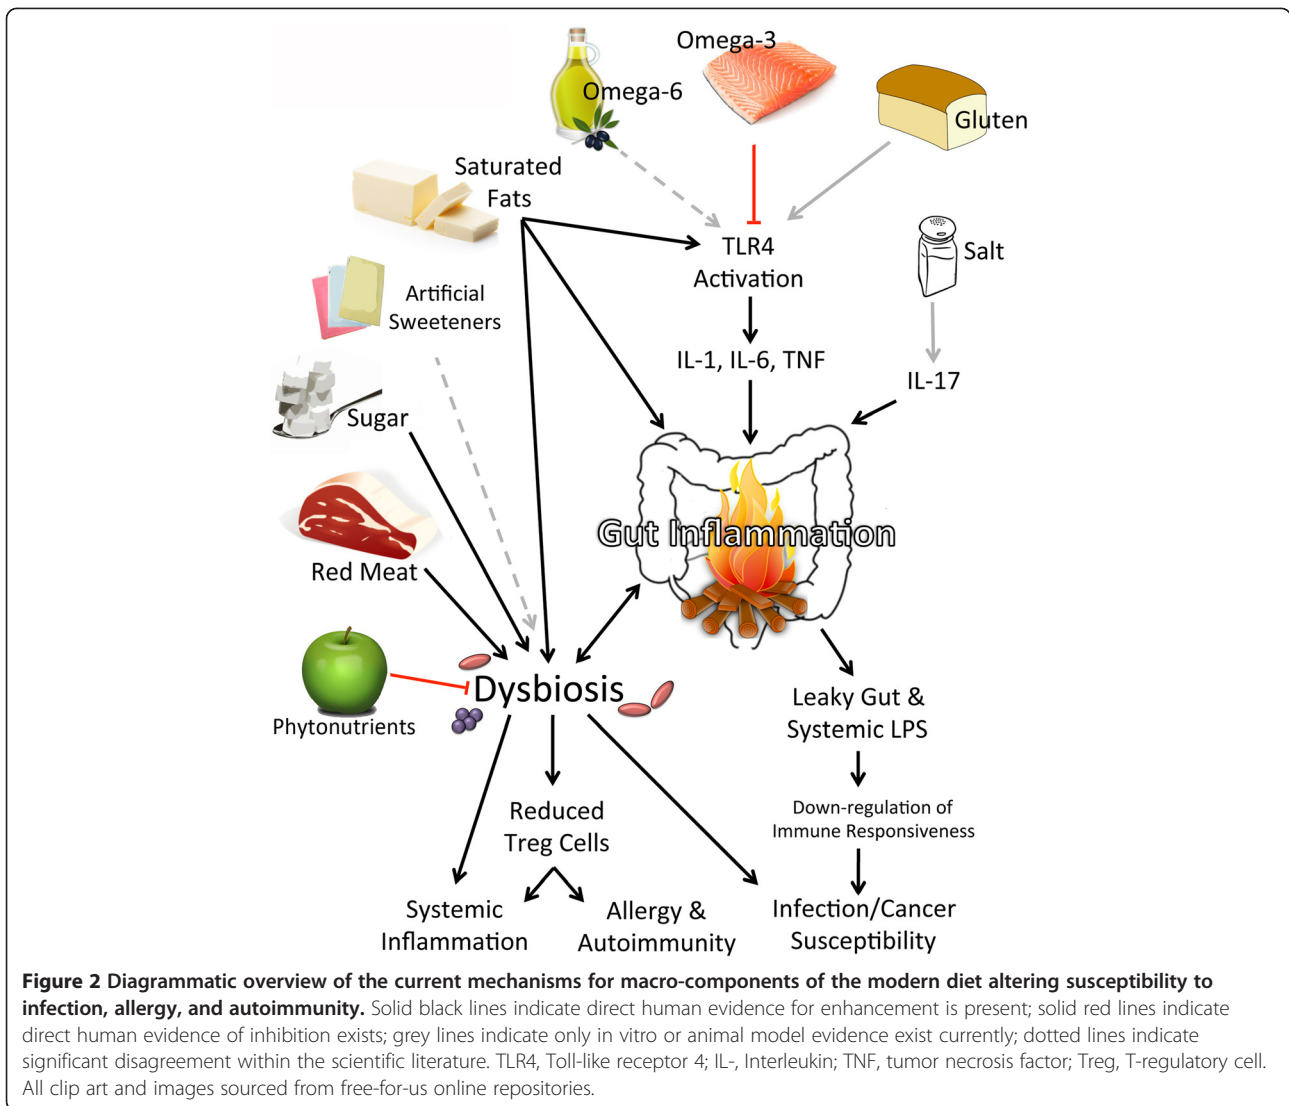 Omega-3
Omega-6
Gluten
Saturated
Fats
TLR4
Activation
Salt
Artificial
Sweeteners
IL-1, IL-6, TNF
IL-17
Sugar
Gut Inflammation
Red Meat
Dysbiosis
Phytonutrients
Leaky Gut &
Systemic LPS
Reduced
Treg Cells
Down-regulation of
Immune Responsiveness
Systemic
Inflammation
Allergy &
Autoimmunity
Infection/Cancer
Susceptibility
Figure 2 Diagrammatic overview of the current mechanisms for macro-components of the modern diet altering susceptibility to
infection, allergy, and autoimmunity. Solid black lines indicate direct human evidence for enhancement is present; solid red lines indicate
direct human evidence of inhibition exists; grey lines indicate only in vitro or animal model evidence exist currently; dotted lines indicate
significant disagreement within the scientific literature. TLR4, Toll-like receptor 4; IL-, Interleukin; TNF, tumor necrosis factor; Treg, T-regulatory cell.
All clip art and images sourced from free-for-us online repositories.